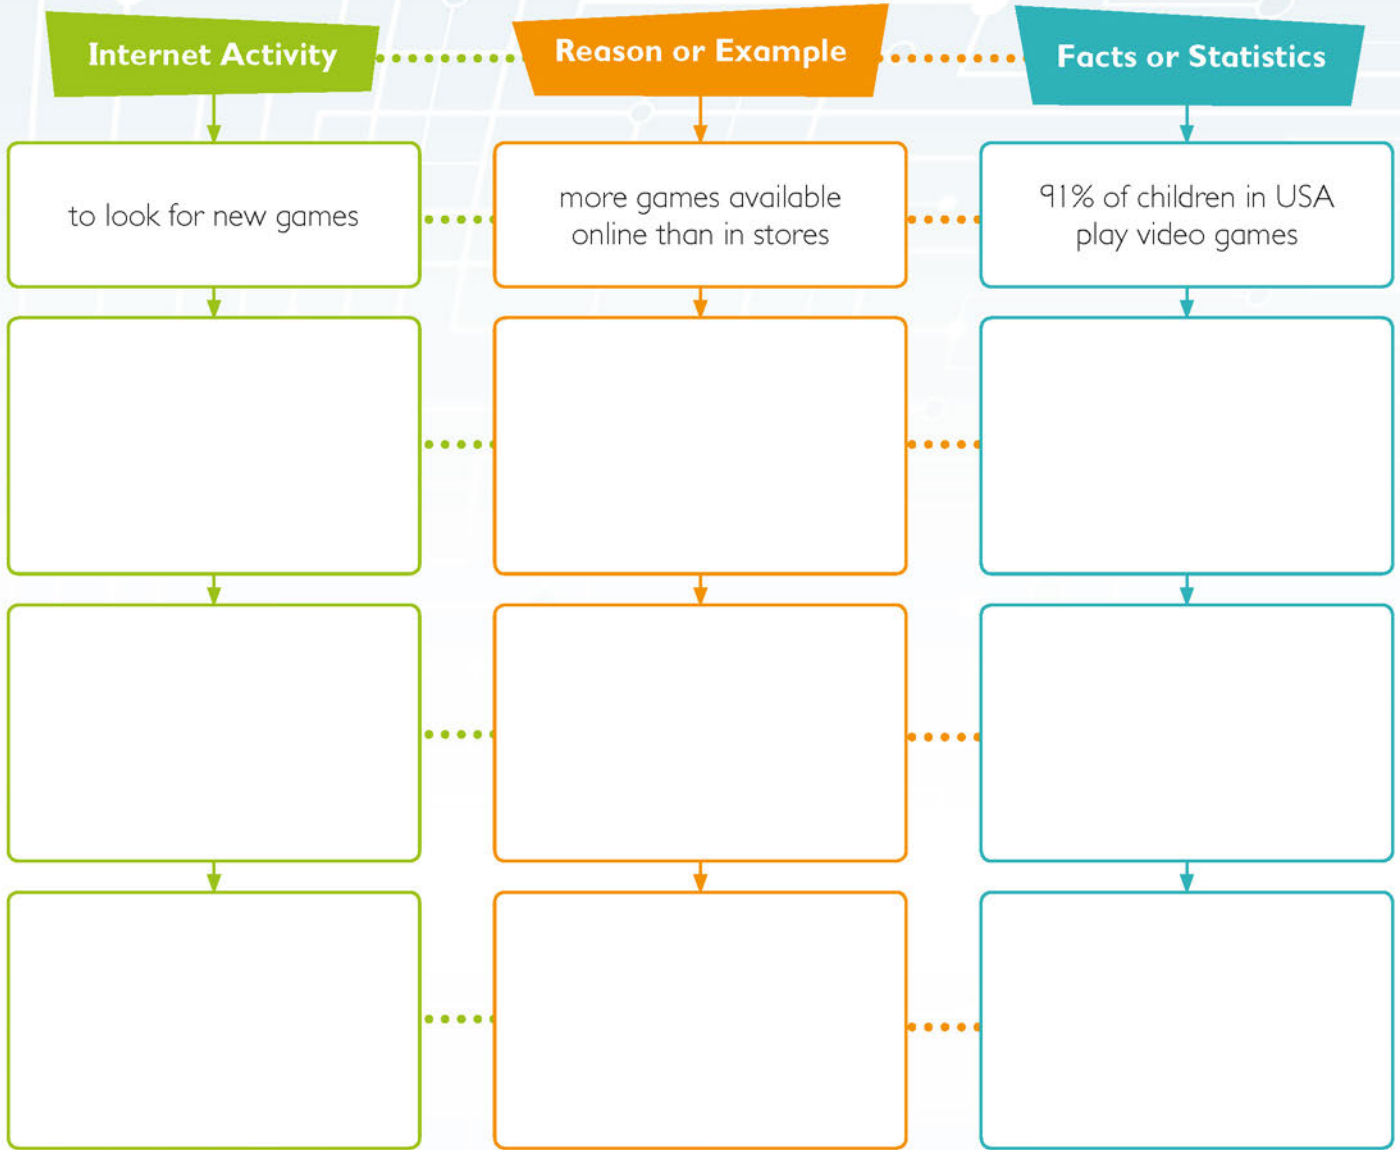 Internet Activity
Reason or Example
Facts or Statistics
to look for new games
more games available
online than in stores
91% of children in USA
play video games